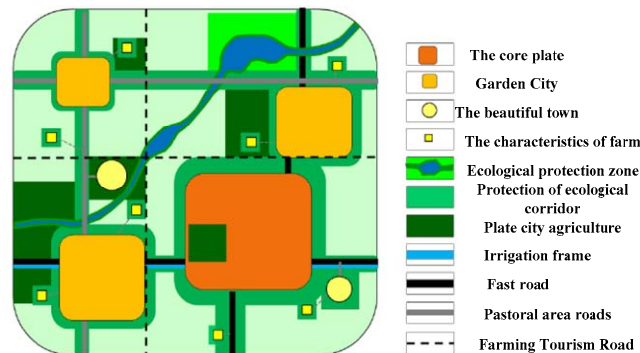 The core plate
Garden City
The beautiful town
The characteristics of farm
Ecological protection zone
Protection of ecological
corridor
Plate city agriculture
Irrigation frame
Fast road
Pastoral area roads
Farming Tourism Road